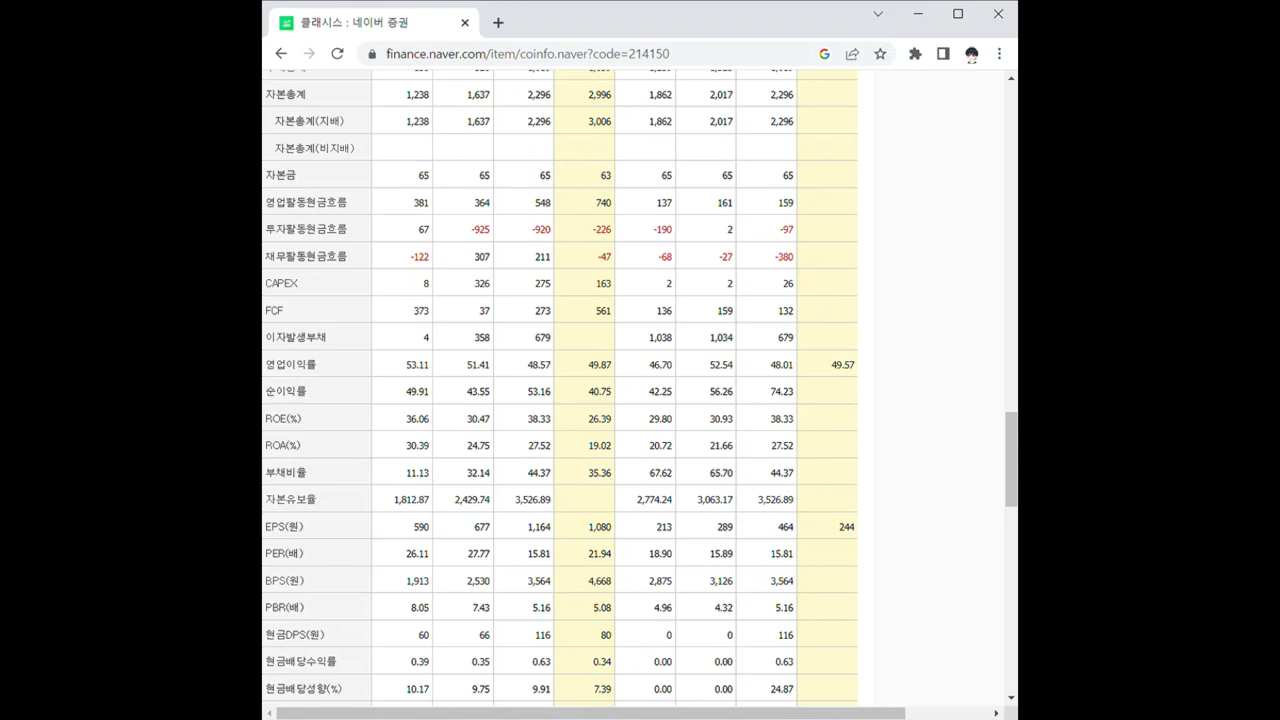 클래시스 : 네이버 증권
finance.naver.com/item/coinfo.naver?code=214150
자본총계 1,238 1,637 2,296 2,996 1,862 2,017 2,296
자본총계(지배) 1,238 1,637 2,296 3,006 1,862 2,017 2,296
자본총계(비지배)
자본금 65 65 65 63 65 65 65
영업활동현금흐름 381 364 548 740 137 161 159
투자활동현금흐름 67 -925 -920 -226 -190 2 -97
재무활동현금흐름 -122 307 211 -47 -68 -27 -380
CAPEX 8 326 275 163 2 2 26
FCF 373 37 273 561 136 159 132
이자발생부채 4 358 679 1,038 1,034 679
영업이익률 53.11 51.41 48.57 49.87 46.70 52.54 48.01 49.57
순이익률 49.91 43.55 53.16 40.75 42.25 56.26 74.23
ROE(%) 36.06 30.47 38.33 26.39 29.80 30.93 38.33
ROA(%) 30.39 24.75 27.52 19.02 20.72 21.66 27.52
부채비율 11.13 32.14 44.37 35.36 67.62 65.70 44.37
자본유보율 1,812.87 2,429.74 3,526.89 2,774.24 3,063.17 3,526.89
EPS(원) 590 677 1,164 1,080 213 289 464 244
PER(배) 26.11 27.77 15.81 21.94 18.90 15.89 15.81
BPS(원) 1,913 2,530 3,564 4,668 2,875 3,126 3,564
PBR(배) 8.05 7.43 5.16 5.08 4.96 4.32 5.16
현금DPS(원) 60 66 116 80 0 0 116
현금배당수익률 0.39 0.35 0.63 0.34 0.00 0.00 0.63
현금배당성향(%) 10.17 9.75 9.91 7.39 0.00 0.00 24.87